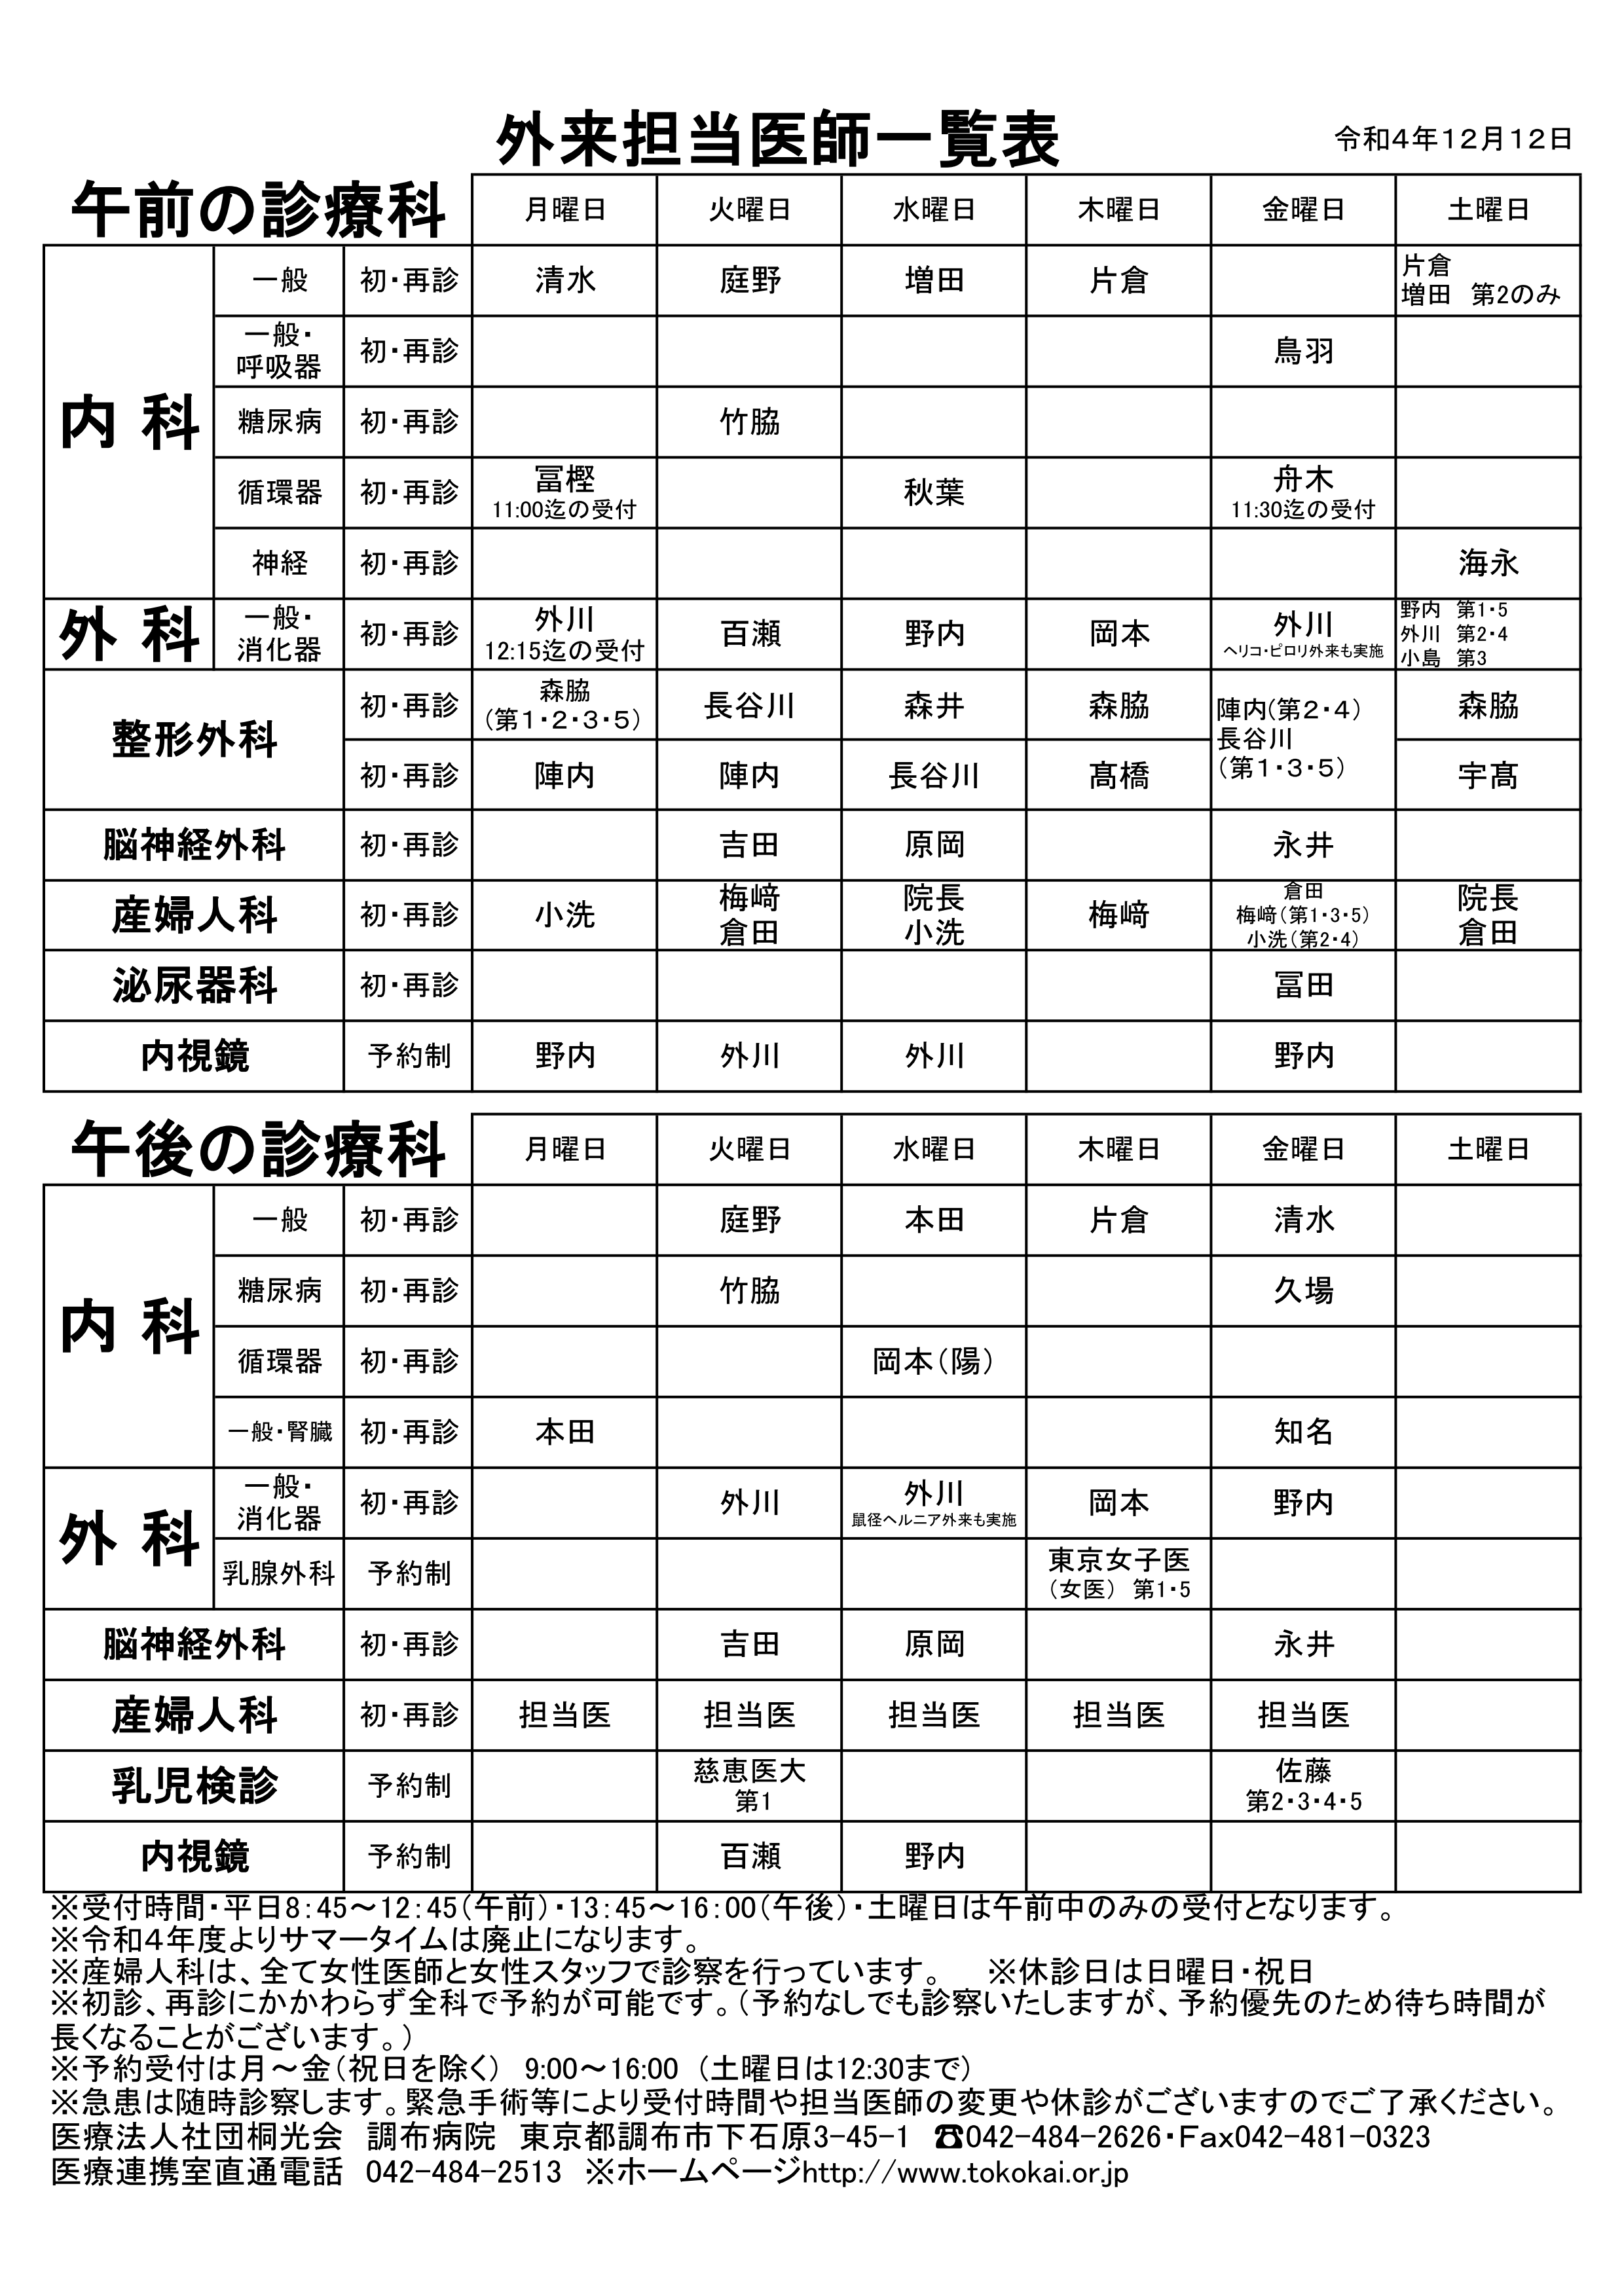 外来担当医師一覧表
令和4年12月12日
午前の診療科 月曜日 火曜日 水曜日 木曜日 金曜日 土曜日
内科 一般 初・再診 清水 庭野 増田 片倉 片倉
増田 第2のみ
一般・
呼吸器 初・再診 鳥羽
糖尿病 初・再診 竹脇
循環器 初・再診 冨樫
11:00迄の受付 秋葉 舟木
11:30迄の受付
神経 初・再診 海永
外科 一般・
消化器 初・再診 外川
12:15迄の受付 百瀬 野内 岡本 外川
ヘリコ・ピロリ外来も実施 野内 第1・5
外川 第2・4
小島 第3
整形外科 初・再診 森脇
（第1・2・3・5） 長谷川 森井 森脇 陣内（第2・4）
長谷川
（第1・3・5） 森脇
初・再診 陣内 陣内 長谷川 髙橋 宇髙
脳神経外科 初・再診 吉田 原岡 永井
産婦人科 初・再診 小洗 梅﨑
倉田 院長
小洗 梅﨑 倉田
梅﨑（第1・3・5）
小洗（第2・4） 院長
倉田
泌尿器科 初・再診 冨田
内視鏡 予約制 野内 外川 外川 野内
午後の診療科 月曜日 火曜日 水曜日 木曜日 金曜日 土曜日
内科 一般 初・再診 庭野 本田 片倉 清水
糖尿病 初・再診 竹脇 久場
循環器 初・再診 岡本（陽）
一般・腎臓 初・再診 本田 知名
外科 一般・
消化器 初・再診 外川 外川
鼠径ヘルニア外来も実施 岡本 野内
乳腺外科 予約制 東京女子医
（女医） 第1・5
脳神経外科 初・再診 吉田 原岡 永井
産婦人科 初・再診 担当医 担当医 担当医 担当医 担当医
乳児検診 予約制 慈恵医大
第1 佐藤
第2・3・4・5
内視鏡 予約制 百瀬 野内
※受付時間・平日8:45～12:45（午前）・13:45～16:00（午後）・土曜日は午前中のみの受付となります。
※令和4年度よりサマータイムは廃止になります。
※産婦人科は、全て女性医師と女性スタッフで診察を行っています。 ※休診日は日曜日・祝日
※初診、再診にかかわらず全科で予約が可能です。（予約なしでも診察いたしますが、予約優先のため待ち時間が
長くなることがございます。）
※予約受付は月～金（祝日を除く） 9:00～16:00 （土曜日は12:30まで）
※急患は随時診察します。緊急手術等により受付時間や担当医師の変更や休診がございますのでご了承ください。
医療法人社団桐光会 調布病院 東京都調布市下石原3-45-1 ☎042-484-2626・Fax042-481-0323
医療連携室直通電話 042-484-2513 ※ホームページhttp://www.tokokai.or.jp